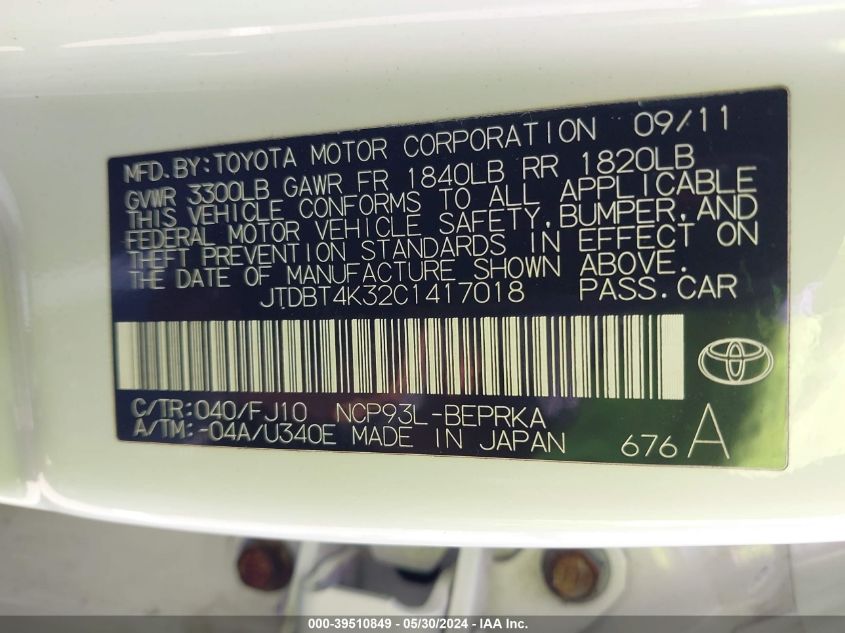 MFD.BY:TOYOTA MOTOR CORPORATION 09/11
GVWR 3300LB GAWR FR 1840LB RR 1820LB
THIS VEHICLE CONFORMS TO ALL APPLICABLE
FEDERAL MOTOR VEHICLE SAFETY,BUMPER,AND
THEFT PREVENTION STANDARDS IN EFFECT ON
THE DATE OF MANUFACTURE SHOWN ABOVE.
JTDBT4K32C1417018 PASS.CAR
C/TR:040/FJ10 NCP93L-BEPRKA
A/TM:-04A/U340E MADE IN JAPAN
676 A
000-39510849 - 05/30/2024 - IAA Inc.